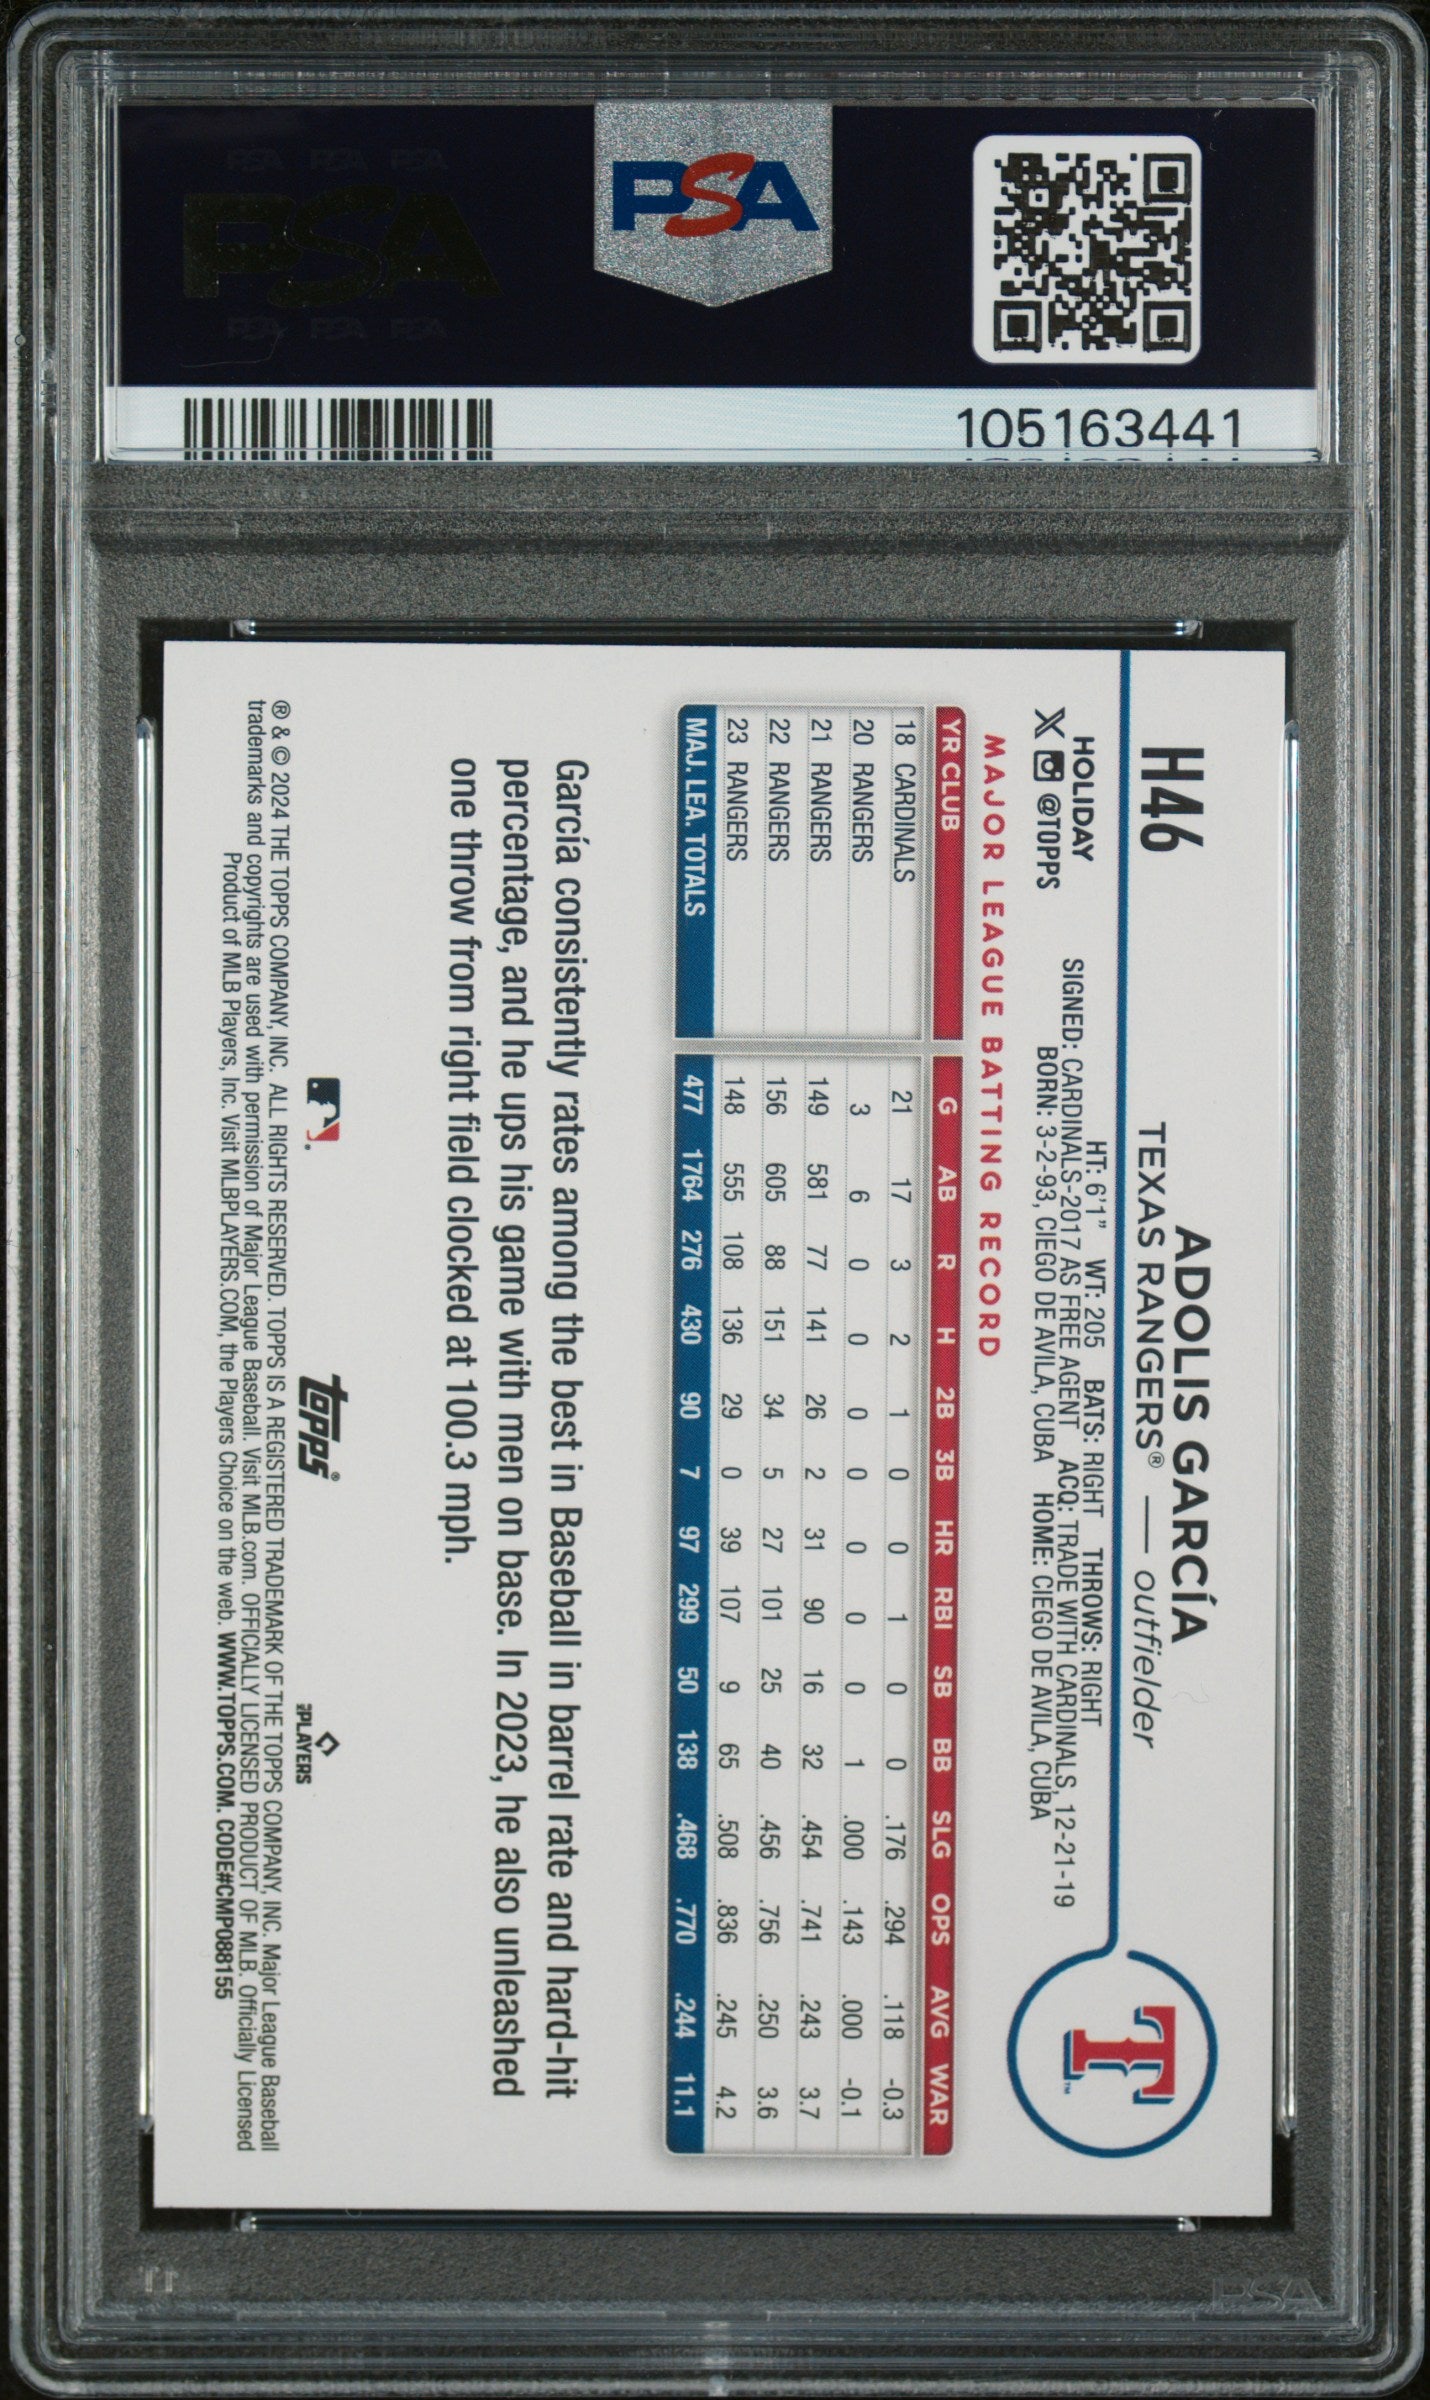 PSA
PSA PSA PSA
PSA
PSA PSA PSA
105163441
H46
ADOLIS GARCÍA
TEXAS RANGERS® — outfielder
HOLIDAY
@TOPPS
HT: 6'1" WT: 205 BATS: RIGHT THROWS: RIGHT
SIGNED: CARDINALS-2017 AS FREE AGENT ACQ: TRADE WITH CARDINALS, 12-21-19
BORN: 3-2-93, CIEGO DE AVILA, CUBA HOME: CIEGO DE AVILA, CUBA
T™
MAJOR LEAGUE BATTING RECORD
YR CLUB G AB R H 2B 3B HR RBI SB BB SLG OPS AVG WAR
18 CARDINALS 21 17 3 2 1 0 0 1 0 0 .176 .294 .118 -0.3
20 RANGERS 3 6 0 0 0 0 0 0 0 1 .000 .143 .000 -0.1
21 RANGERS 149 581 77 141 26 2 31 90 16 32 .454 .741 .243 3.7
22 RANGERS 156 605 88 151 34 5 27 101 25 40 .456 .756 .250 3.6
23 RANGERS 148 555 108 136 29 0 39 107 9 65 .508 .836 .245 4.2
MAJ. LEA. TOTALS 477 1764 276 430 90 7 97 299 50 138 .468 .770 .244 11.1
García consistently rates among the best in Baseball in barrel rate and hard-hit
percentage, and he ups his game with men on base. In 2023, he also unleashed
one throw from right field clocked at 100.3 mph.
topps®
PLAYERS
® & © 2024 THE TOPPS COMPANY, INC. ALL RIGHTS RESERVED. TOPPS IS A REGISTERED TRADEMARK OF THE TOPPS COMPANY, INC. Major League Baseball
trademarks and copyrights are used with permission of Major League Baseball. Visit MLB.com. OFFICIALLY LICENSED PRODUCT OF MLB. Officially Licensed
Product of MLB Players, Inc. Visit MLBPLAYERS.COM, the Players Choice on the web. WWW.TOPPS.COM. CODE#CMP088155
PSA